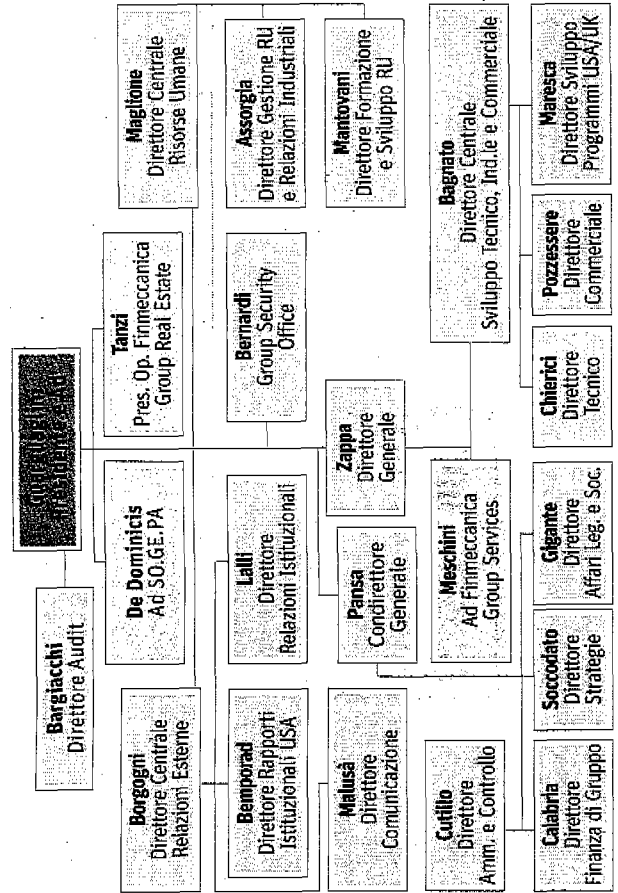 Presidente e Ad
Bargiacchi
Direttore Audit
De Dominicis
Ad SO.GE.PA
Tanzi
Pres. Op. Finmeccanica
Group Real Estate
Borgogni
Direttore Centrale
Relazioni Esterne
Maglione
Direttore Centrale
Risorse Umane
Bemporad
Direttore Rapporti
Istituzionali USA
Lalli
Direttore
Relazioni Istituzionali
Bernardi
Group Security
Office
Assorgia
Direttore Gestione RU
e Relazioni Industriali
Malusà
Direttore
Comunicazione
Pansa
Condirettore
Generale
Zappa
Direttore
Generale
Mantovani
Direttore Formazione
e Sviluppo RU
Cutillo
Direttore
Amm. e Controllo
Meschini
Ad Finmeccanica
Group Services
Bagnato
Direttore Centrale
Sviluppo Tecnico, Ind.le e Commerciale
Calabria
Direttore
Finanza di Gruppo
Soccodato
Direttore
Strategie
Gigante
Direttore
Affari Leg. e Soc.
Chierici
Direttore
Tecnico
Pozzessere
Direttore
Commerciale
Maresca
Direttore Sviluppo
Programmi USA/UK